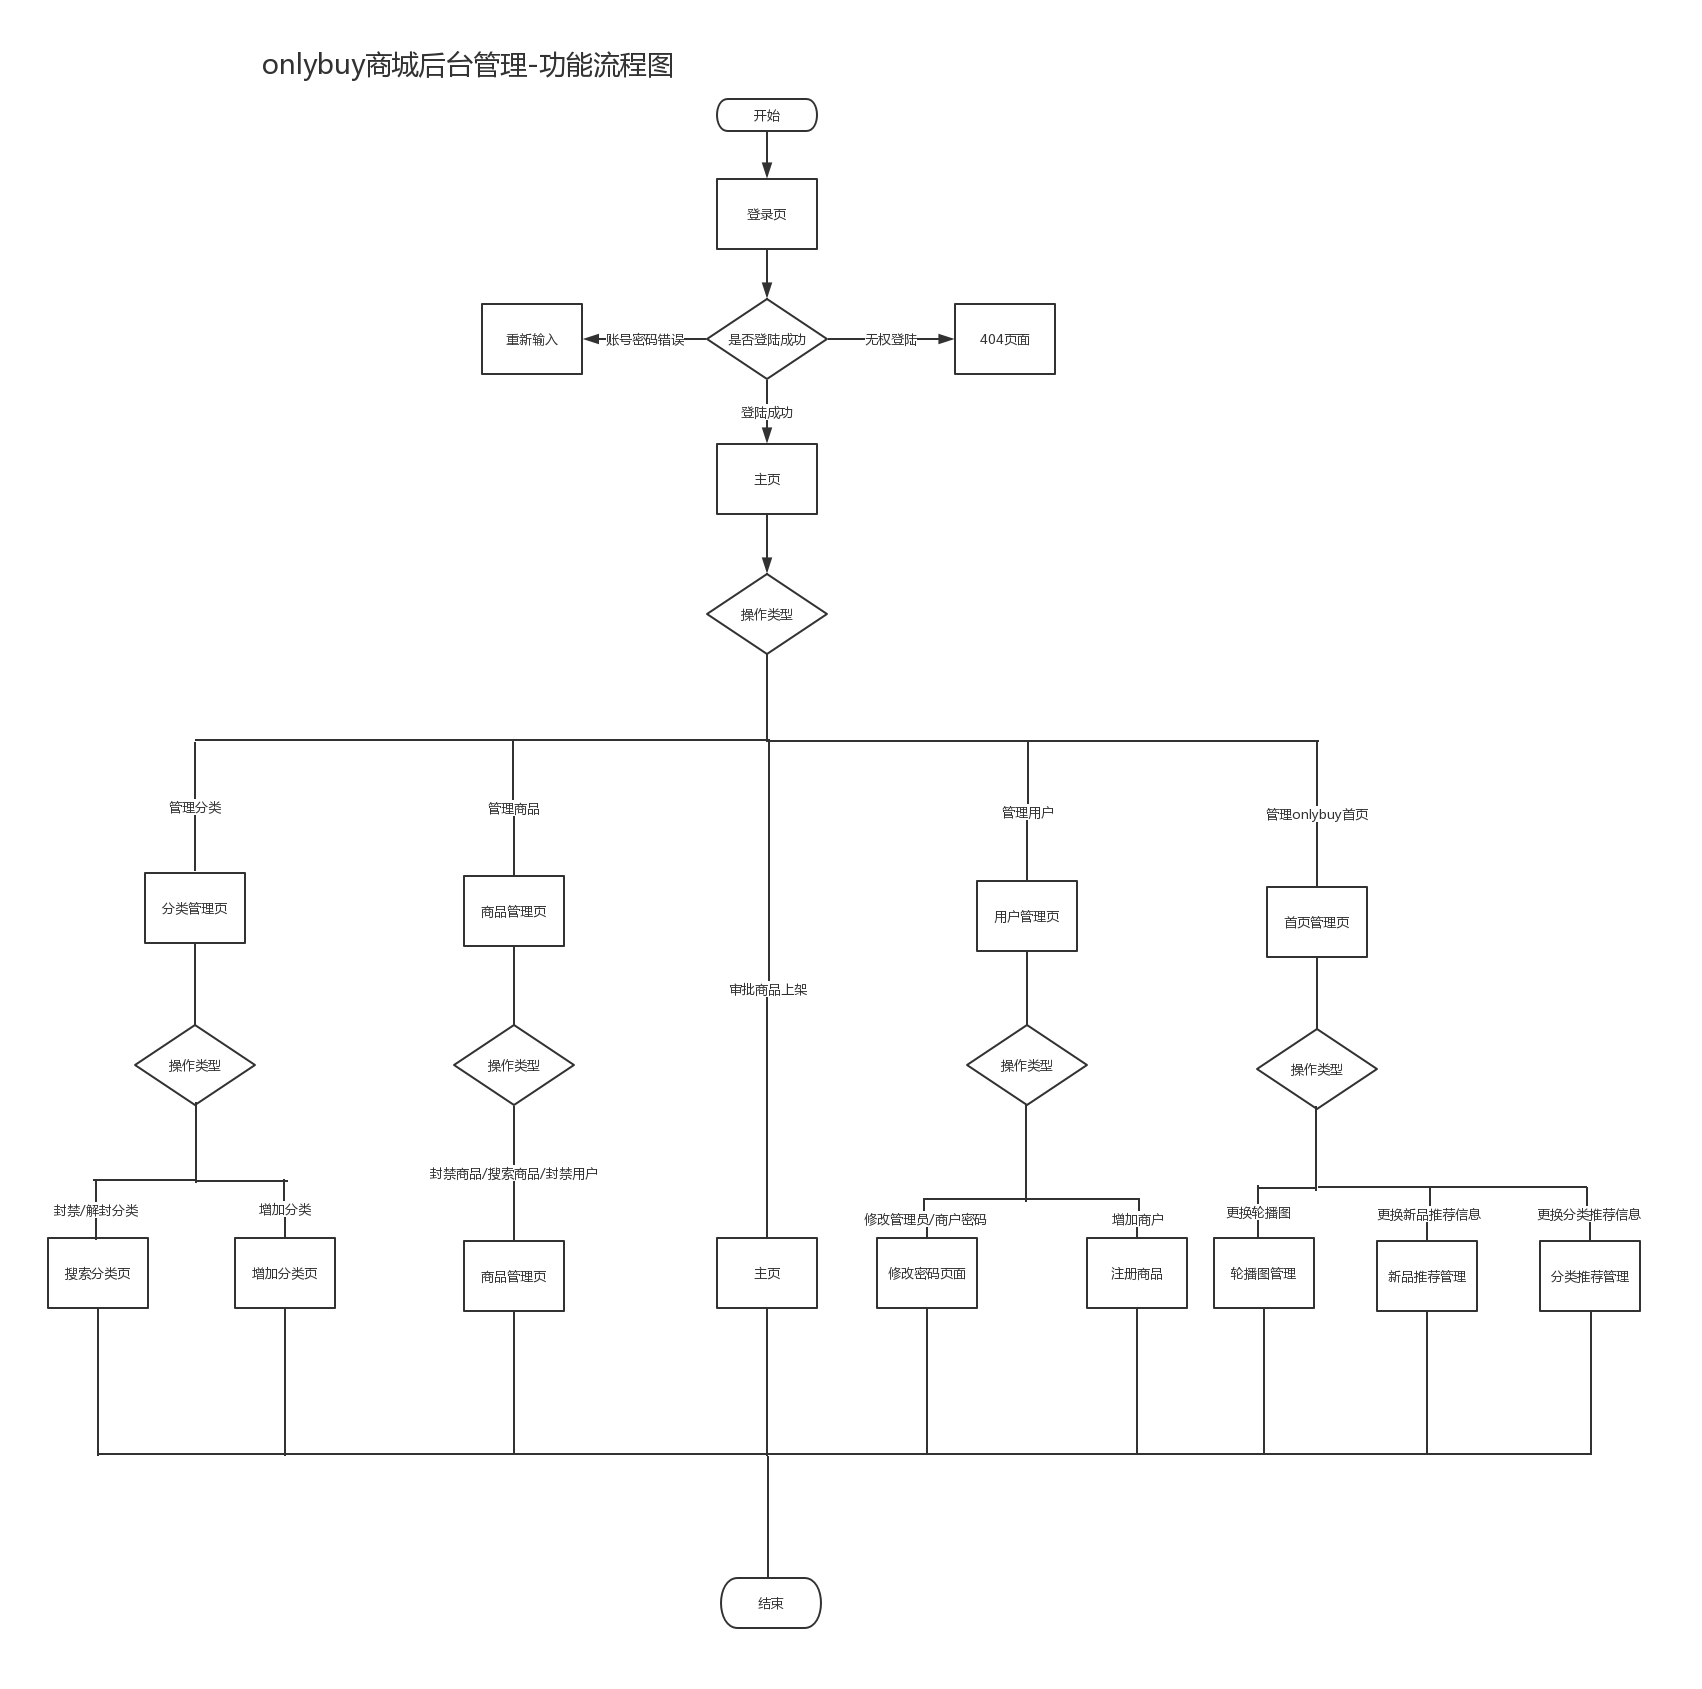 onlybuy商城后台管理-功能流程图
开始
登录页
重新输入
账号密码错误
是否登陆成功
无权登陆
404页面
登陆成功
主页
操作类型
管理分类
管理商品
管理用户
管理onlybuy首页
分类管理页
商品管理页
用户管理页
首页管理页
审批商品上架
操作类型
操作类型
操作类型
操作类型
封禁商品/搜索商品/封禁用户
封禁/解封分类
增加分类
修改管理员/商户密码
增加商户
更换轮播图
更换新品推荐信息
更换分类推荐信息
搜索分类页
增加分类页
商品管理页
主页
修改密码页面
注册商品
轮播图管理
新品推荐管理
分类推荐管理
结束